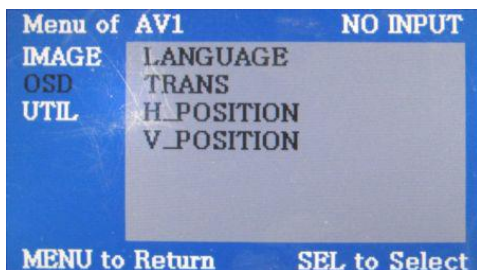 Menu of AV1 NO INPUT
IMAGE LANGUAGE
OSD TRANS
UTIL H_POSITION
V_POSITION
MENU to Return SEL to Select